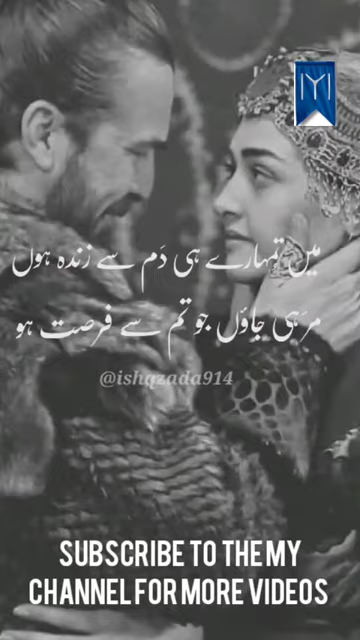 میں تمہارے ہی دَم سے زندہ ہوں
مر ہی جاؤں جو تم سے فرصت ہو
@ishqzada914
SUBSCRIBE TO THE MY
CHANNEL FOR MORE VIDEOS